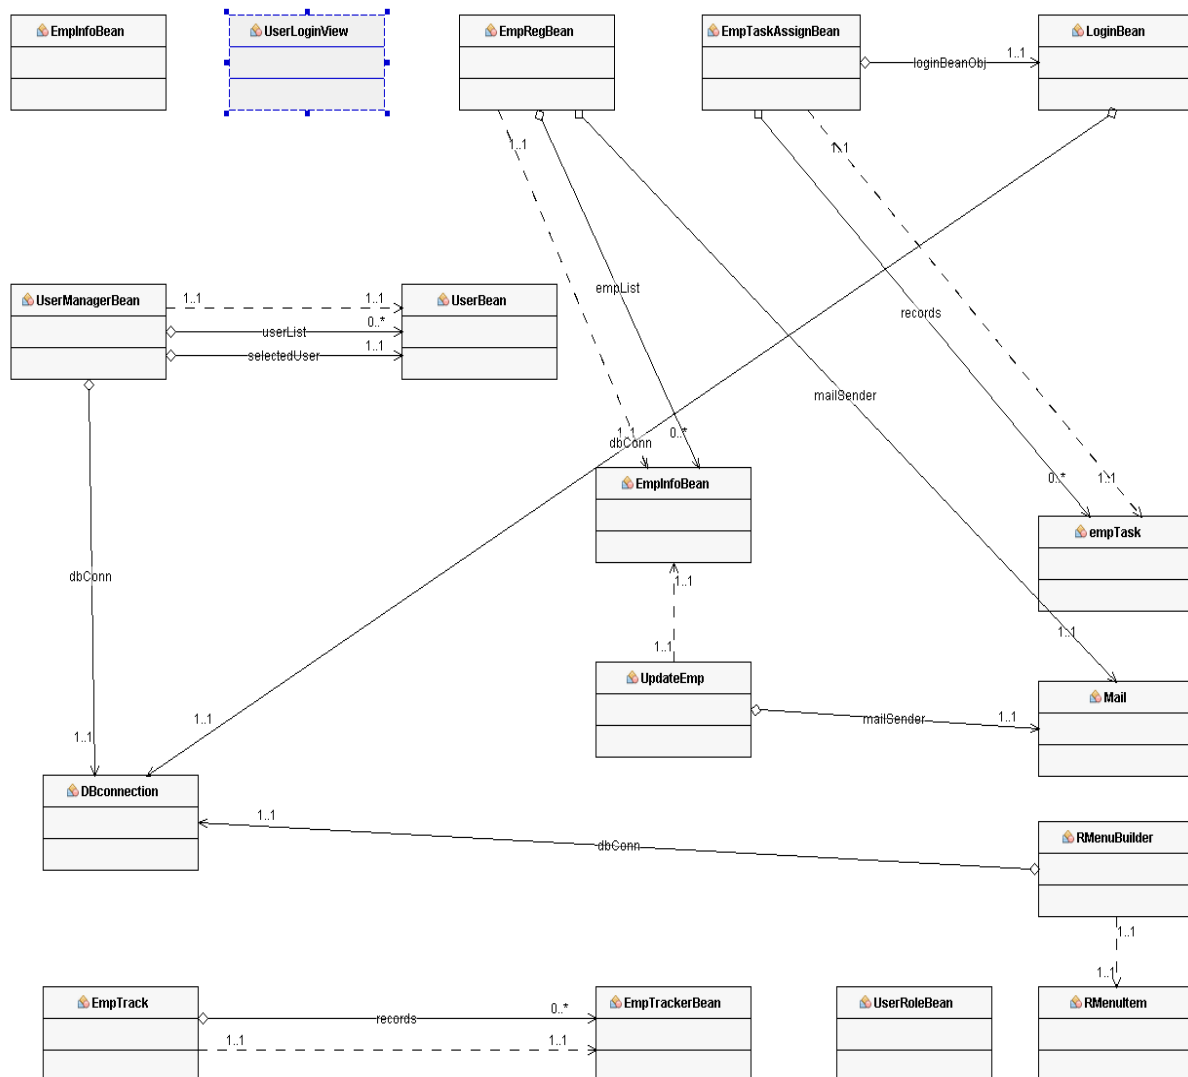 EmpInfoBean
UserLoginView
EmpRegBean
EmpTaskAssignBean
LoginBean
1..1
loginBeanObj
1..1
1..1
UserManagerBean
UserBean
1..1
1..1
0..*
userList
1..1
selectedUser
empList
records
mailSender
1..1
0..*
dbConn
EmpInfoBean
0..*
1..1
empTask
dbConn
1..1
1..1
1..1
UpdateEmp
Mail
1..1
mailSender
1..1
1..1
DBconnection
1..1
RMenuBuilder
dbConn
1..1
1..1
EmpTrack
EmpTrackerBean
UserRoleBean
RMenuItem
0..*
records
1..1
1..1